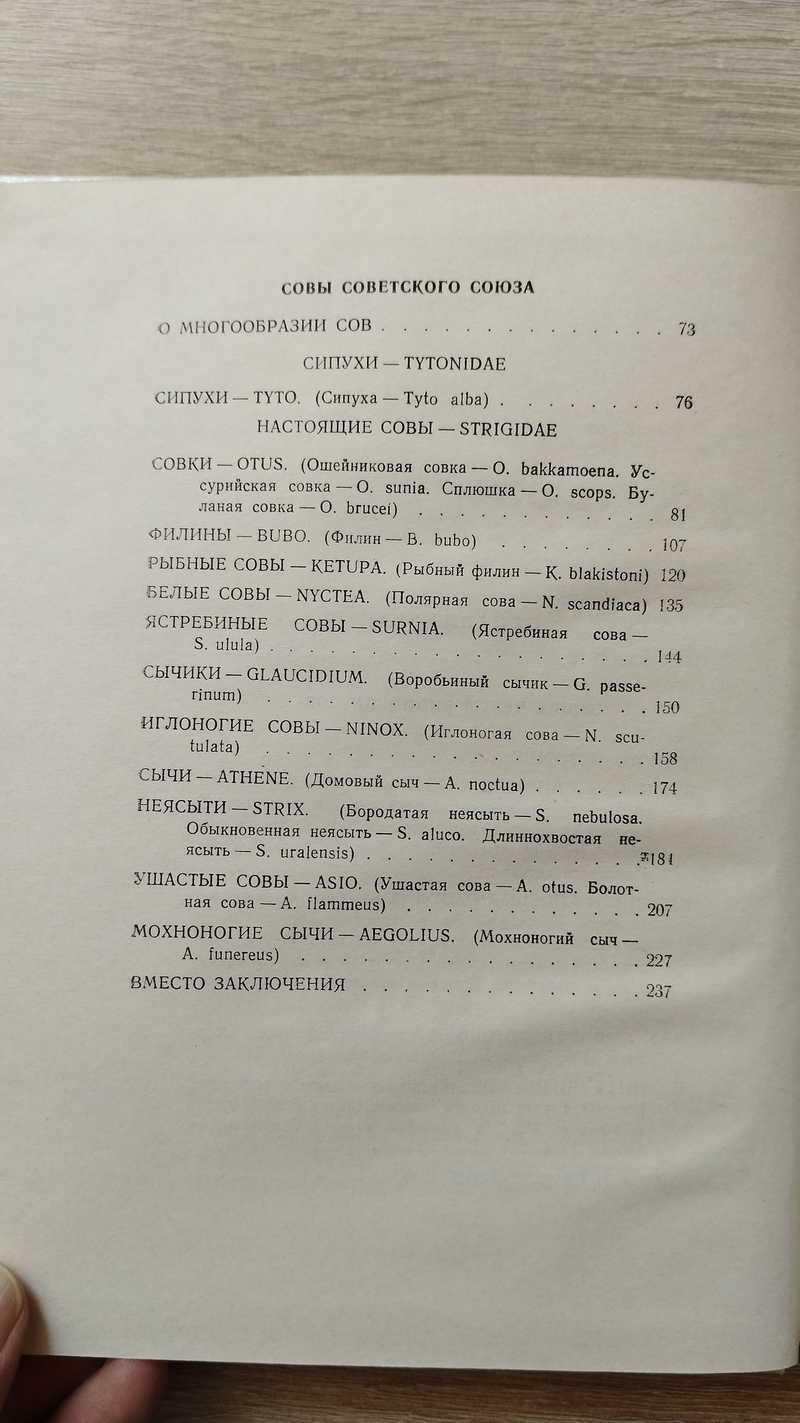 СОВЫ СОВЕТСКОГО СОЮЗА
О МНОГООБРАЗИИ СОВ . . . . . . . . . . . . . . 73
СИПУХИ — TYTONIDAE
СИПУХИ — TYTO. (Сипуха — Tyto alba) . . . . . . . . 76
НАСТОЯЩИЕ СОВЫ — STRIGIDAE
СОВКИ — OTUS. (Ошейниковая совка — O. bakkamoena. Ус-
сурийская совка — O. sunia. Сплюшка — O. scops. Бу-
ланая совка — O. brucei) . . . . . . . . . . . . 81
ФИЛИНЫ — BUBO. (Филин — B. bubo) . . . . . . . . 107
РЫБНЫЕ СОВЫ — KETUPA. (Рыбный филин — K. blakistoni) 120
БЕЛЫЕ СОВЫ — NYCTEA. (Полярная сова — N. scandiaca) 135
ЯСТРЕБИНЫЕ СОВЫ — SURNIA. (Ястребиная сова —
S. ulula) . . . . . . . . . . . . . . . . . . . 144
СЫЧИКИ — GLAUCIDIUM. (Воробьиный сычик — G. passe-
rinum) . . . . . . . . . . . . . . . . . . . 150
ИГЛОНОГИЕ СОВЫ — NINOX. (Иглоногая сова — N. scu-
tulata) . . . . . . . . . . . . . . . . . . . 158
СЫЧИ — ATHENE. (Домовый сыч — A. noctua) . . . . . . 174
НЕЯСЫТИ — STRIX. (Бородатая неясыть — S. nebulosa.
Обыкновенная неясыть — S. aluco. Длиннохвостая не-
ясыть — S. uralensis) . . . . . . . . . . . . . . 181
УШАСТЫЕ СОВЫ — ASIO. (Ушастая сова — A. otus. Болот-
ная сова — A. flammeus) . . . . . . . . . . . . 207
МОХНОНОГИЕ СЫЧИ — AEGOLIUS. (Мохноногий сыч —
A. funereus) . . . . . . . . . . . . . . . . . 227
ВМЕСТО ЗАКЛЮЧЕНИЯ . . . . . . . . . . . . . . 237